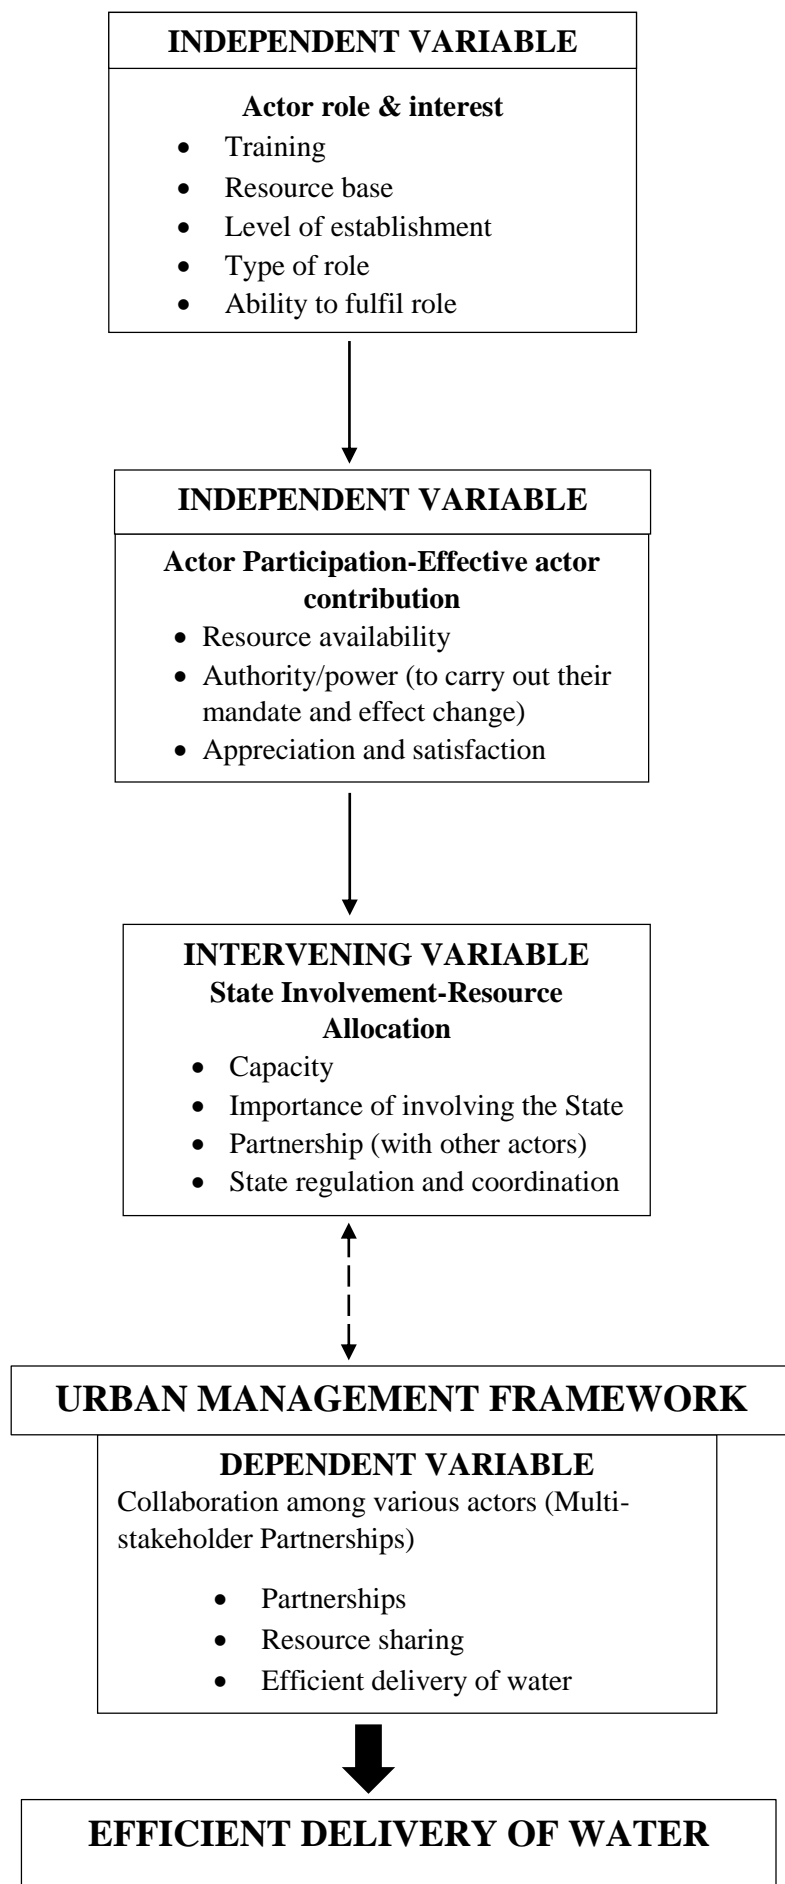 INDEPENDENT VARIABLE
Actor role & interest
• Training
• Resource base
• Level of establishment
• Type of role
• Ability to fulfil role
INDEPENDENT VARIABLE
Actor Participation-Effective actor
contribution
• Resource availability
• Authority/power (to carry out their
mandate and effect change)
• Appreciation and satisfaction
INTERVENING VARIABLE
State Involvement-Resource
Allocation
• Capacity
• Importance of involving the State
• Partnership (with other actors)
• State regulation and coordination
URBAN MANAGEMENT FRAMEWORK
DEPENDENT VARIABLE
Collaboration among various actors (Multi-
stakeholder Partnerships)
• Partnerships
• Resource sharing
• Efficient delivery of water
EFFICIENT DELIVERY OF WATER